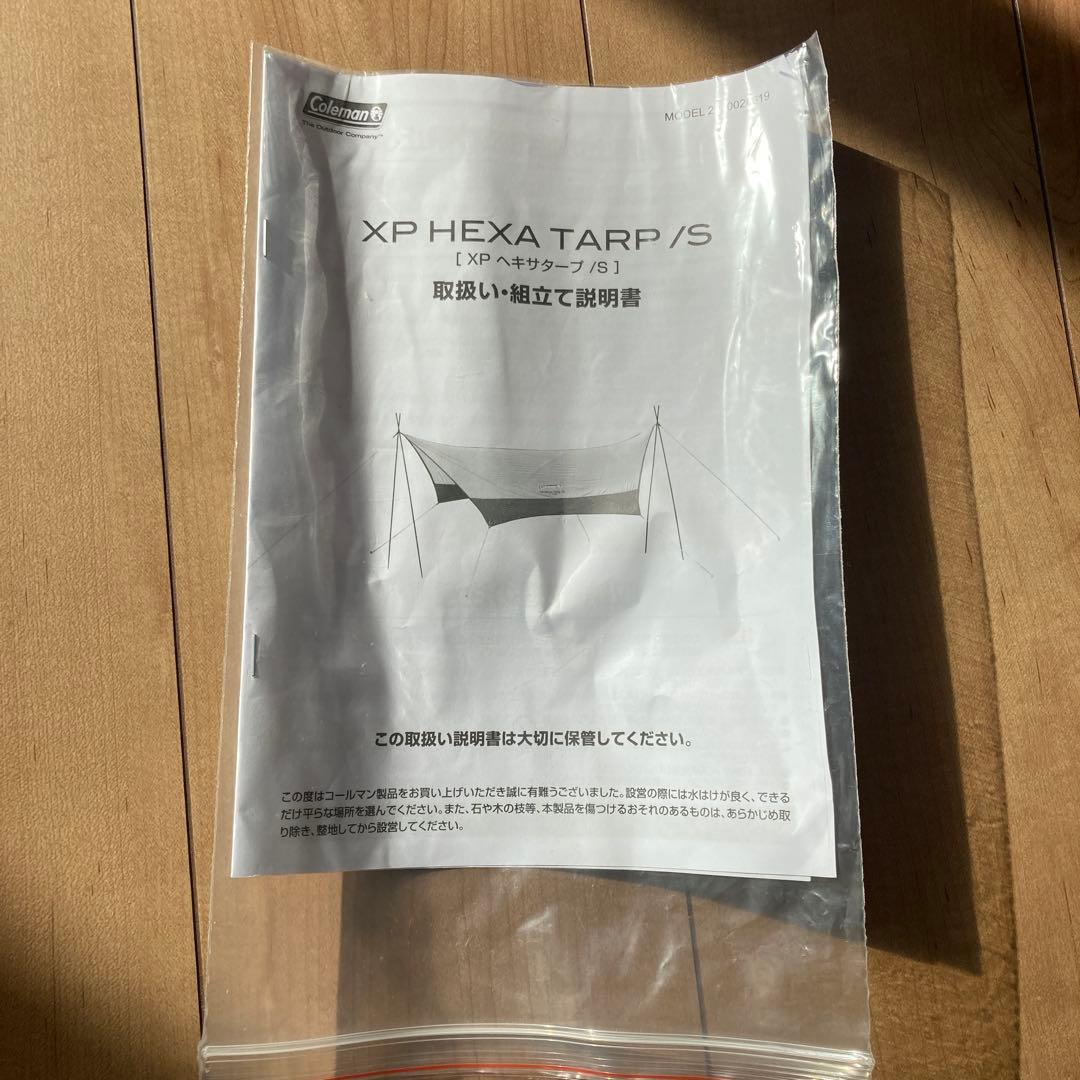 Coleman
The Outdoor Company™
MODEL
XP HEXA TARP /S
[ XP ヘキサタープ /S ]
取扱い・組立て説明書
Coleman
この取扱い説明書は大切に保管してください。
この度はコールマン製品をお買い上げいただき誠に有難うございました。設営の際には水はけが良く、できる
だけ平らな場所を選んでください。また、石や木の枝等、本製品を傷つけるおそれのあるものは、あらかじめ取
り除き、整地してから設営してください。